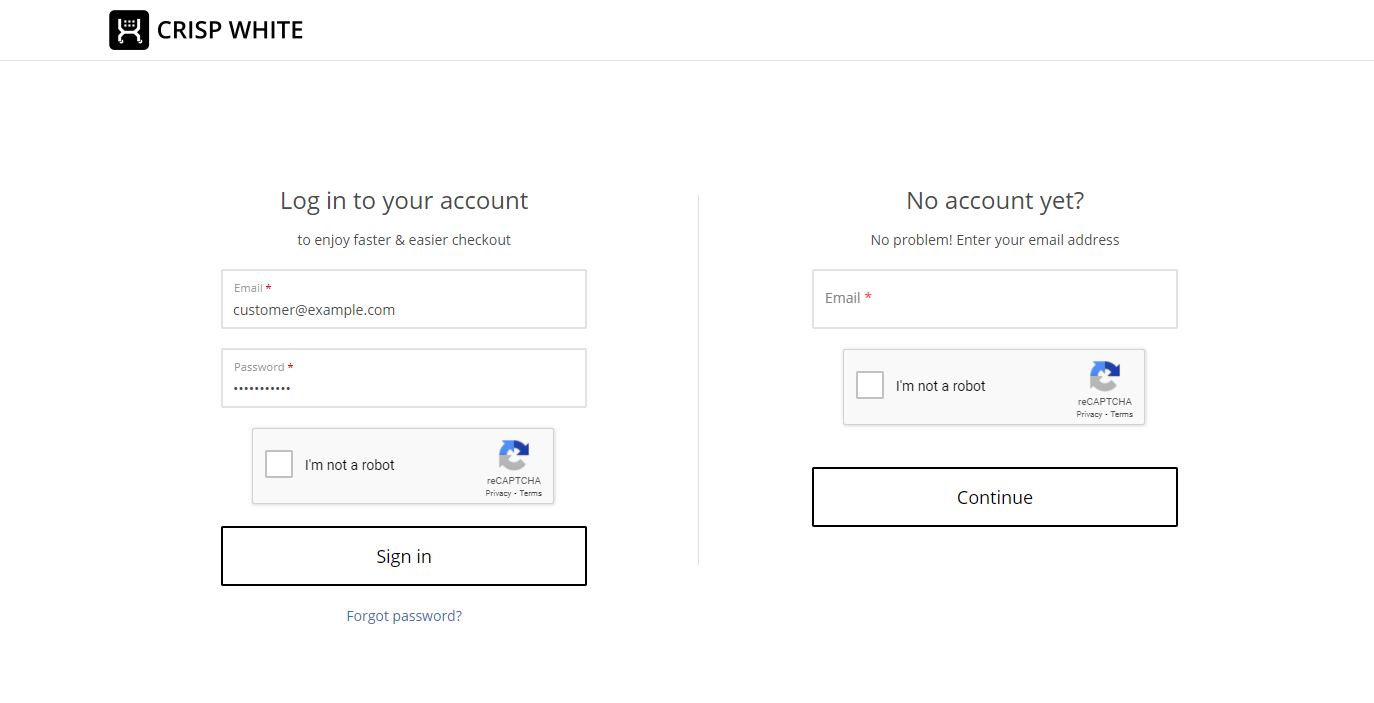 CRISP WHITE
Log in to your account
to enjoy faster & easier checkout
Email *
customer@example.com
Password *
•••••••••••
I'm not a robot
reCAPTCHA
Privacy - Terms
Sign in
Forgot password?
No account yet?
No problem! Enter your email address
Email *
I'm not a robot
reCAPTCHA
Privacy - Terms
Continue